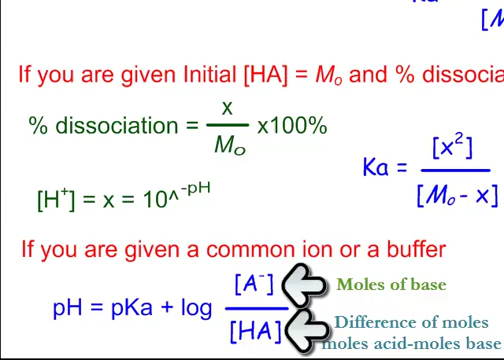 Ka =
[M
If you are given Initial [HA] = Mo and % dissocia
% dissociation = x / Mo x100%
Ka = [x²] / [Mo - x]
[H⁺] = x = 10^⁻ᵖᴴ
If you are given a common ion or a buffer
pH = pKa + log [A⁻] / [HA]
Moles of base
Difference of moles
moles acid-moles base